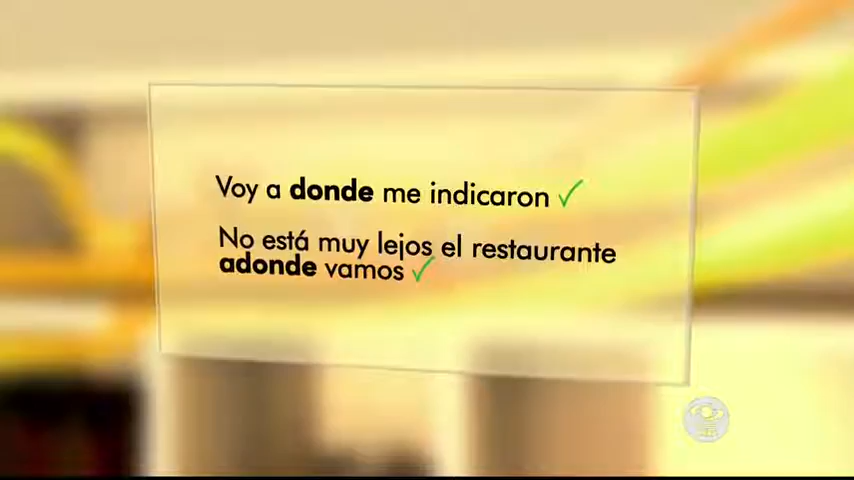 Voy a donde me indicaron ✓
No está muy lejos el restaurante
adonde vamos ✓